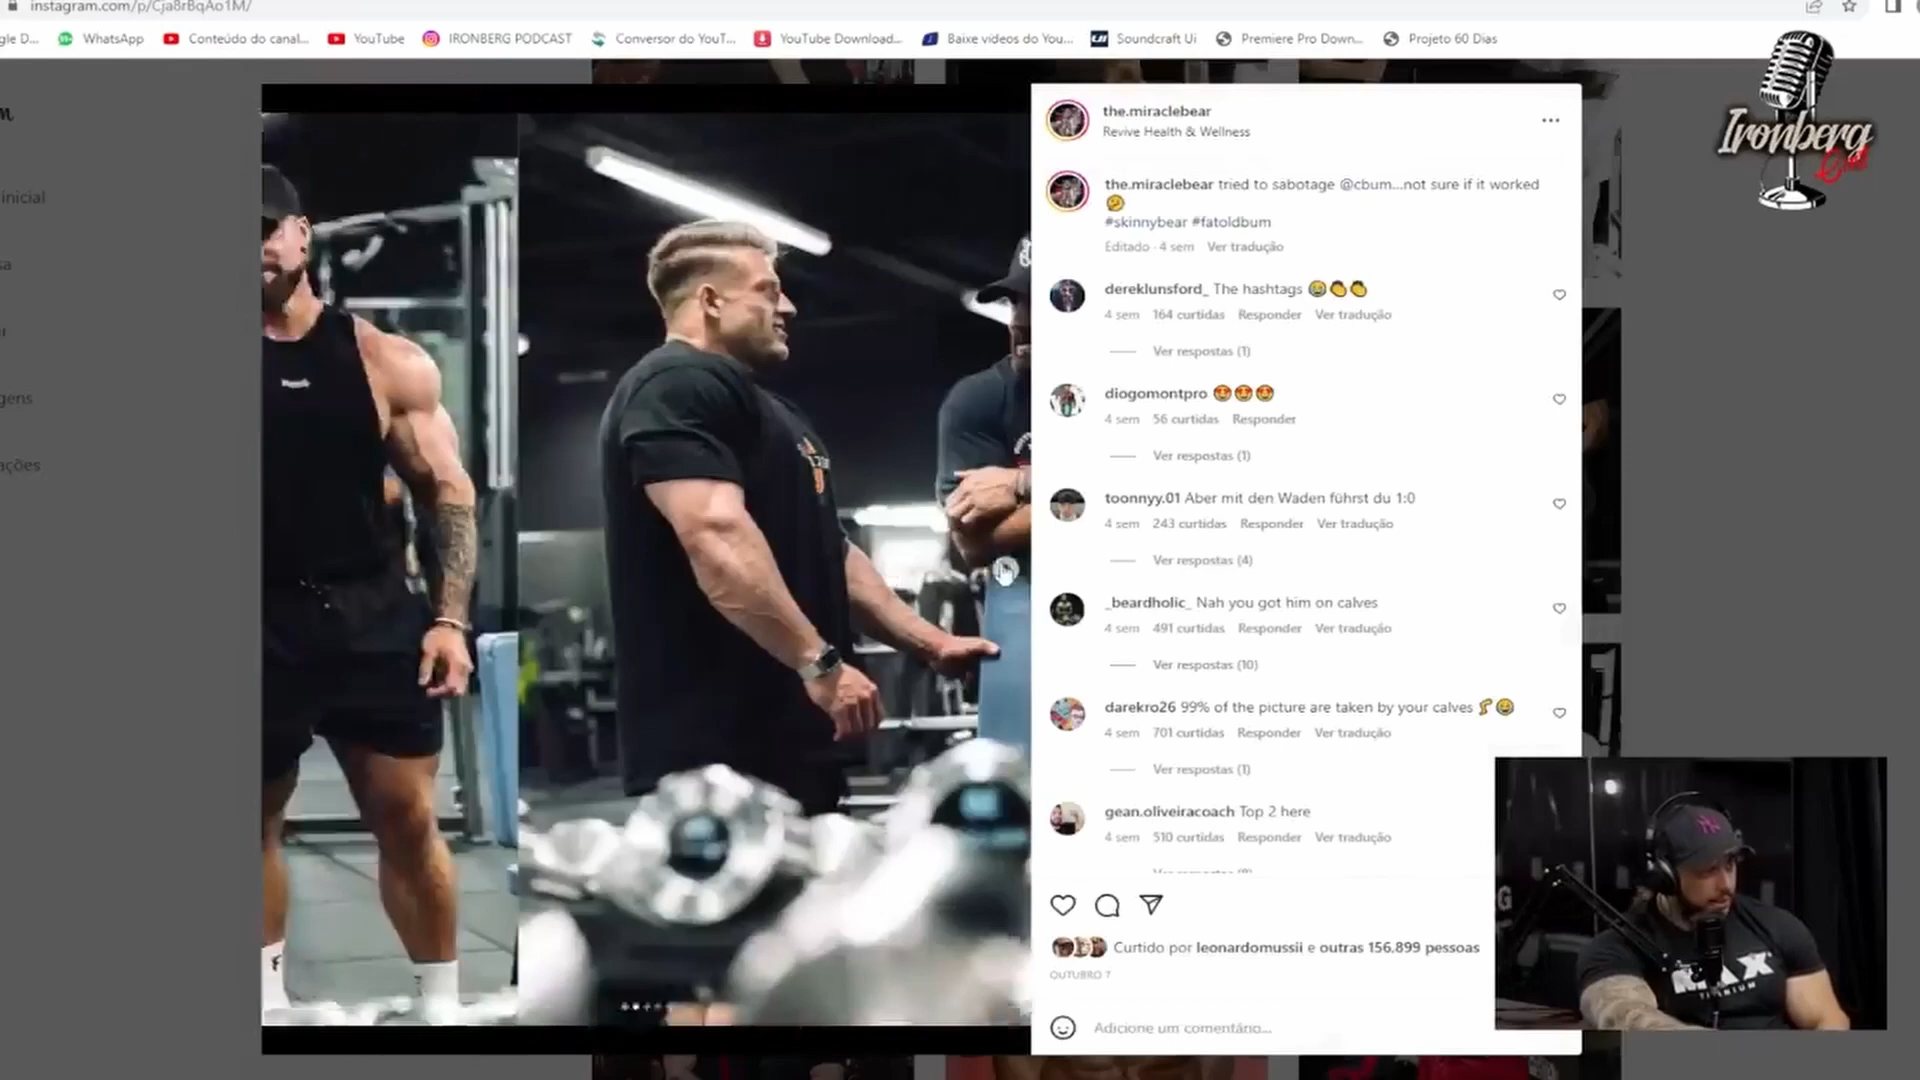 instagram.com/p/Cja8rBqAo1M/
gle D... WhatsApp Conteúdo do canal... YouTube IRONBERG PODCAST Conversor do YouT... YouTube Download... Baixe vídeos do You... Soundcraft Ui Premiere Pro Down... Projeto 60 Dias
Ironberg
Cast
inicial
sa
gens
ações
the.miraclebear
Revive Health & Wellness
the.miraclebear tried to sabotage @cbum...not sure if it worked
🤔
#skinnybear #fatoldbum
Editado · 4 sem Ver tradução
dereklunsford_ The hashtags 😂👏👏
4 sem 164 curtidas Responder Ver tradução
Ver respostas (1)
diogomontpro 😍😍😍
4 sem 56 curtidas Responder
Ver respostas (1)
toonnyy.01 Aber mit den Waden führst du 1:0
4 sem 243 curtidas Responder Ver tradução
Ver respostas (4)
_beardholic_ Nah you got him on calves
4 sem 491 curtidas Responder Ver tradução
Ver respostas (10)
darekro26 99% of the picture are taken by your calves 🦵😂
4 sem 701 curtidas Responder Ver tradução
Ver respostas (1)
gean.oliveiracoach Top 2 here
4 sem 510 curtidas Responder Ver tradução
Curtido por leonardomussii e outras 156.899 pessoas
OUTUBRO 7
Adicione um comentário...
MAX
TITANIUM